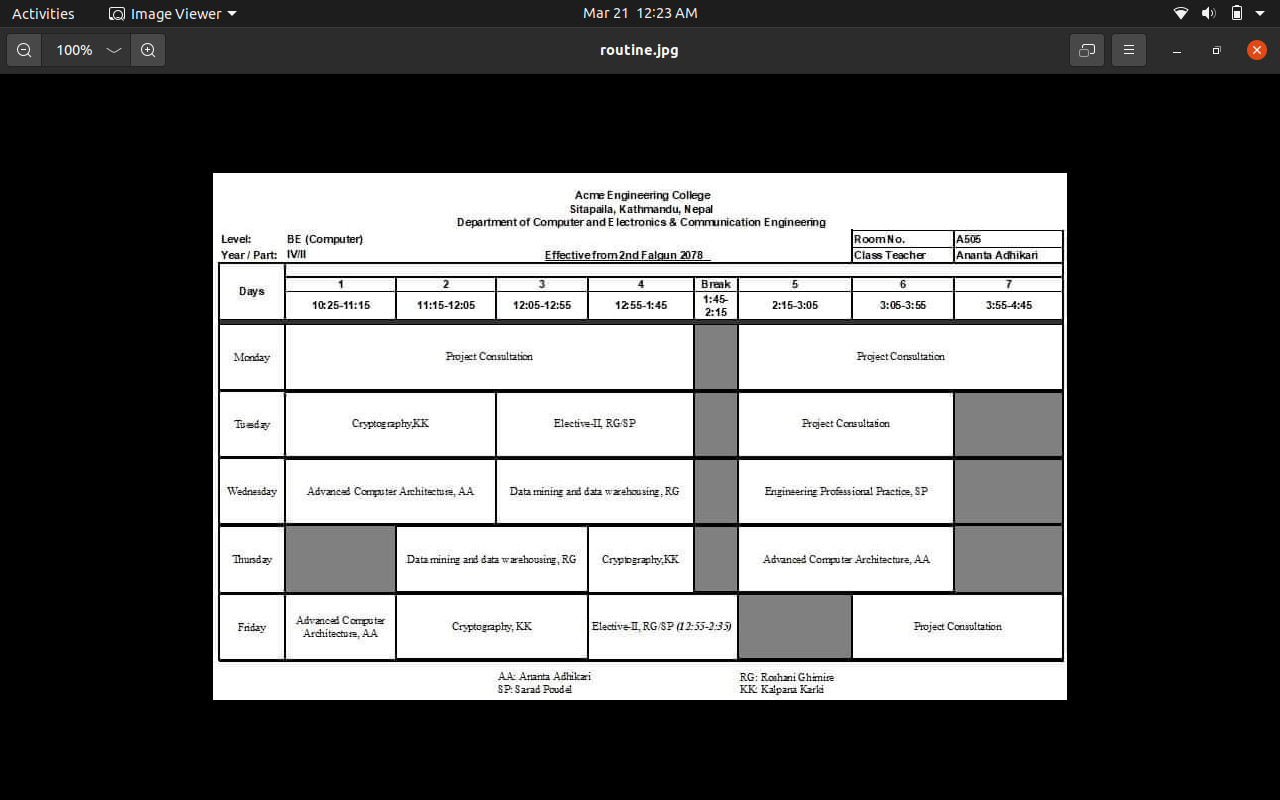 Activities Image Viewer Mar 21 12:23 AM
100% routine.jpg
Acme Engineering College
Sitapaila, Kathmandu, Nepal
Department of Computer and Electronics & Communication Engineering
Level: BE (Computer) Room No. A505
Year / Part: IV/II Effective from 2nd Falgun 2078 Class Teacher Ananta Adhikari
Days 1 2 3 4 Break 5 6 7
10:25-11:15 11:15-12:05 12:05-12:55 12:55-1:45 1:45-2:15 2:15-3:05 3:05-3:55 3:55-4:45
Monday Project Consultation Project Consultation
Tuesday Cryptography,KK Elective-II, RG/SP Project Consultation
Wednesday Advanced Computer Architecture, AA Data mining and data warehousing, RG Engineering Professional Practice, SP
Thursday Data mining and data warehousing, RG Cryptography,KK Advanced Computer Architecture, AA
Friday Advanced Computer Architecture, AA Cryptography, KK Elective-II, RG/SP (12:55-2:35) Project Consultation
AA: Ananta Adhikari RG: Roshani Ghimire
SP: Sarad Poudel KK: Kalpana Karki